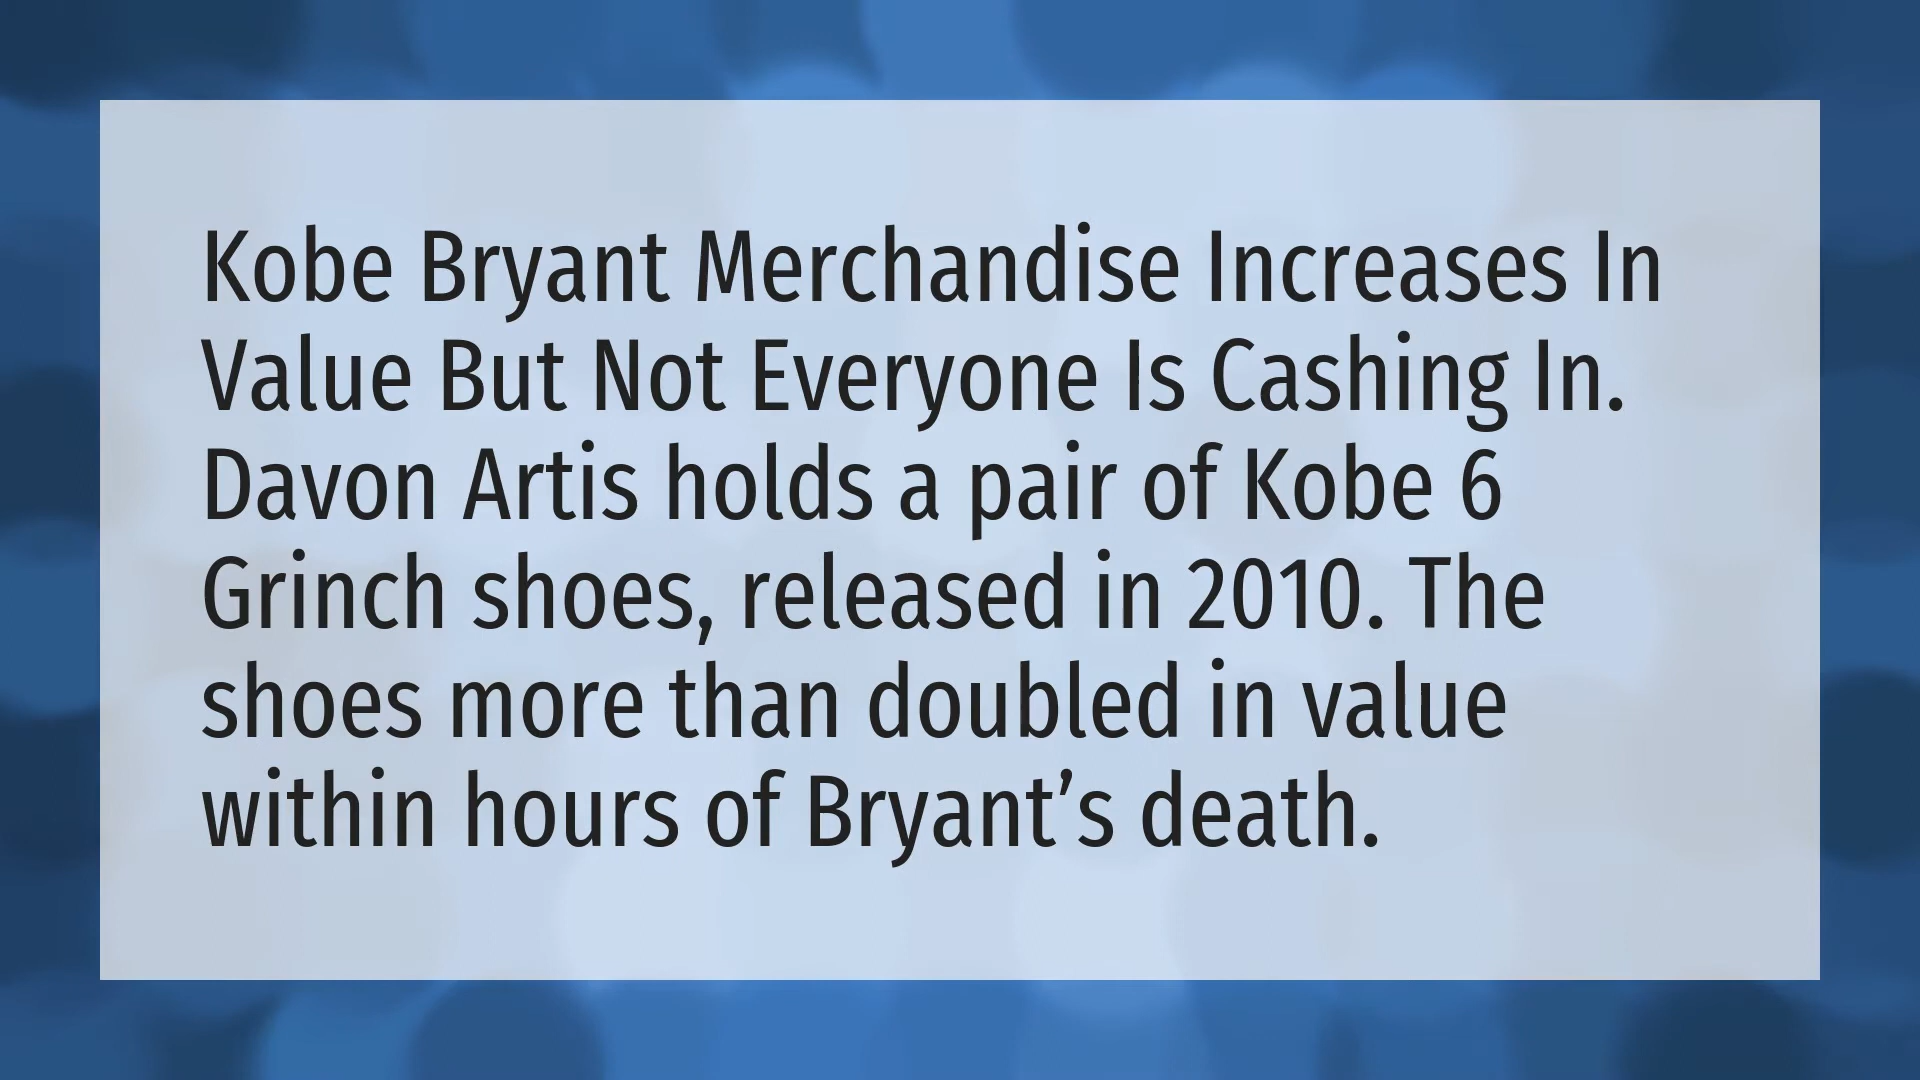 Kobe Bryant Merchandise Increases In
Value But Not Everyone Is Cashing In.
Davon Artis holds a pair of Kobe 6
Grinch shoes, released in 2010. The
shoes more than doubled in value
within hours of Bryant’s death.